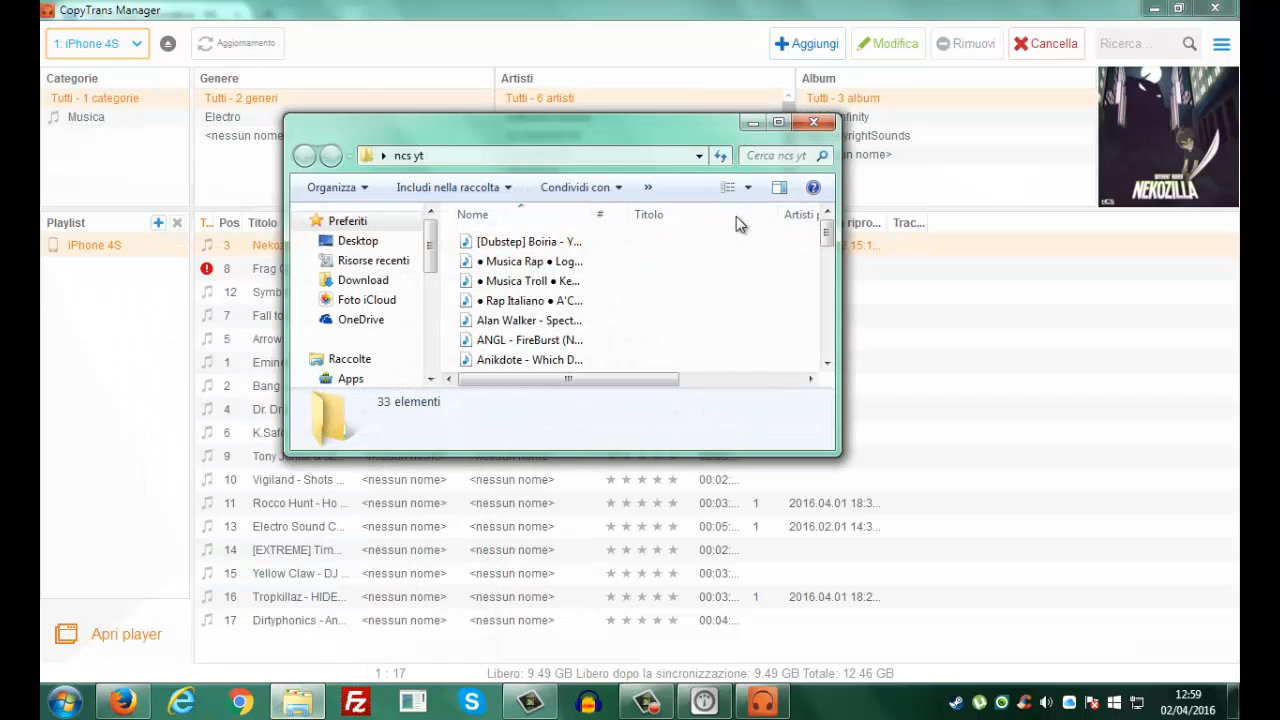 CopyTrans Manager
1: iPhone 4S
Aggiornamento
Aggiungi
Modifica
Rimuovi
Cancella
Ricerca...
Categorie
Genere
Artisti
Album
Tutti - 1 categorie
Tutti - 2 generi
Tutti - 6 artisti
Tutti - 3 album
Musica
Electro
<nessun nome
yrightSounds
NEKOZILLA
ncs yt
Cerca ncs yt
Organizza
Includi nella raccolta
Condividi con
»
Nome
#
Titolo
Artisti
Preferiti
Desktop
Risorse recenti
Download
Foto iCloud
OneDrive
Raccolte
Apps
[Dubstep] Boiria - Y...
● Musica Rap ● Log...
● Musica Troll ● Ke...
● Rap Italiano ● A'C...
Alan Walker - Spect...
ANGL - FireBurst (N...
Anikdote - Which D...
33 elementi
Playlist
iPhone 4S
T...
Pos
Titolo
Trac...
3
8 Frag
12 Symb
7 Fall to
5 Arrow
1 Emine
2 Bang
4 Dr. Dr
6 K.Safe
9
10 Vigiland - Shots ... <nessun nome> <nessun nome> ★★★★★ 00:02:...
11 Rocco Hunt - Ho ... <nessun nome> <nessun nome> ★★★★★ 00:03:... 1 2016.04.01 18:3...
13 Electro Sound C... <nessun nome> <nessun nome> ★★★★★ 00:05:... 1 2016.02.01 14:3...
14 [EXTREME] Tim... <nessun nome> <nessun nome> ★★★★★ 00:02:...
15 Yellow Claw - DJ ... <nessun nome> <nessun nome> ★★★★★ 00:03:...
16 Tropkillaz - HIDE... <nessun nome> <nessun nome> ★★★★★ 00:03:... 1 2016.04.01 18:2...
17 Dirtyphonics - An... <nessun nome> <nessun nome> ★★★★★ 00:04:...
Apri player
1 : 17
Libero: 9.49 GB Libero dopo la sincronizzazione: 9.49 GB Totale: 12.46 GB
12:59
02/04/2016